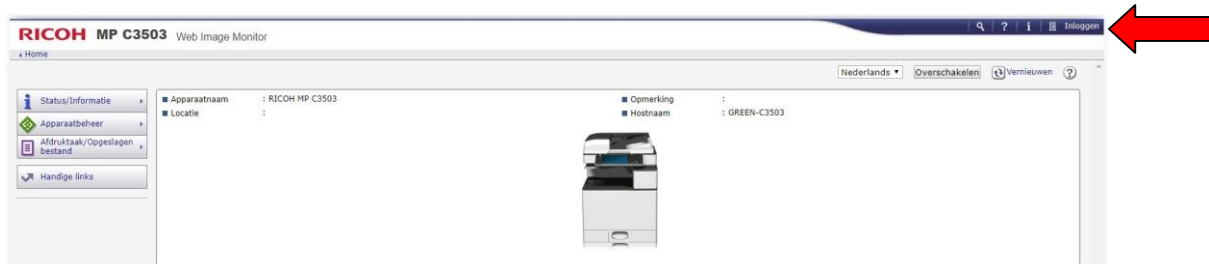 RICOH MP C3503 Web Image Monitor
? i Inloggen
Home
Nederlands Overschakelen Vernieuwen ?
i Status/Informatie
Apparaatbeheer
Afdruktaak/Opgeslagen
bestand
Handige links
Apparaatnaam : RICOH MP C3503
Locatie :
Opmerking :
Hostnaam : GREEN-C3503